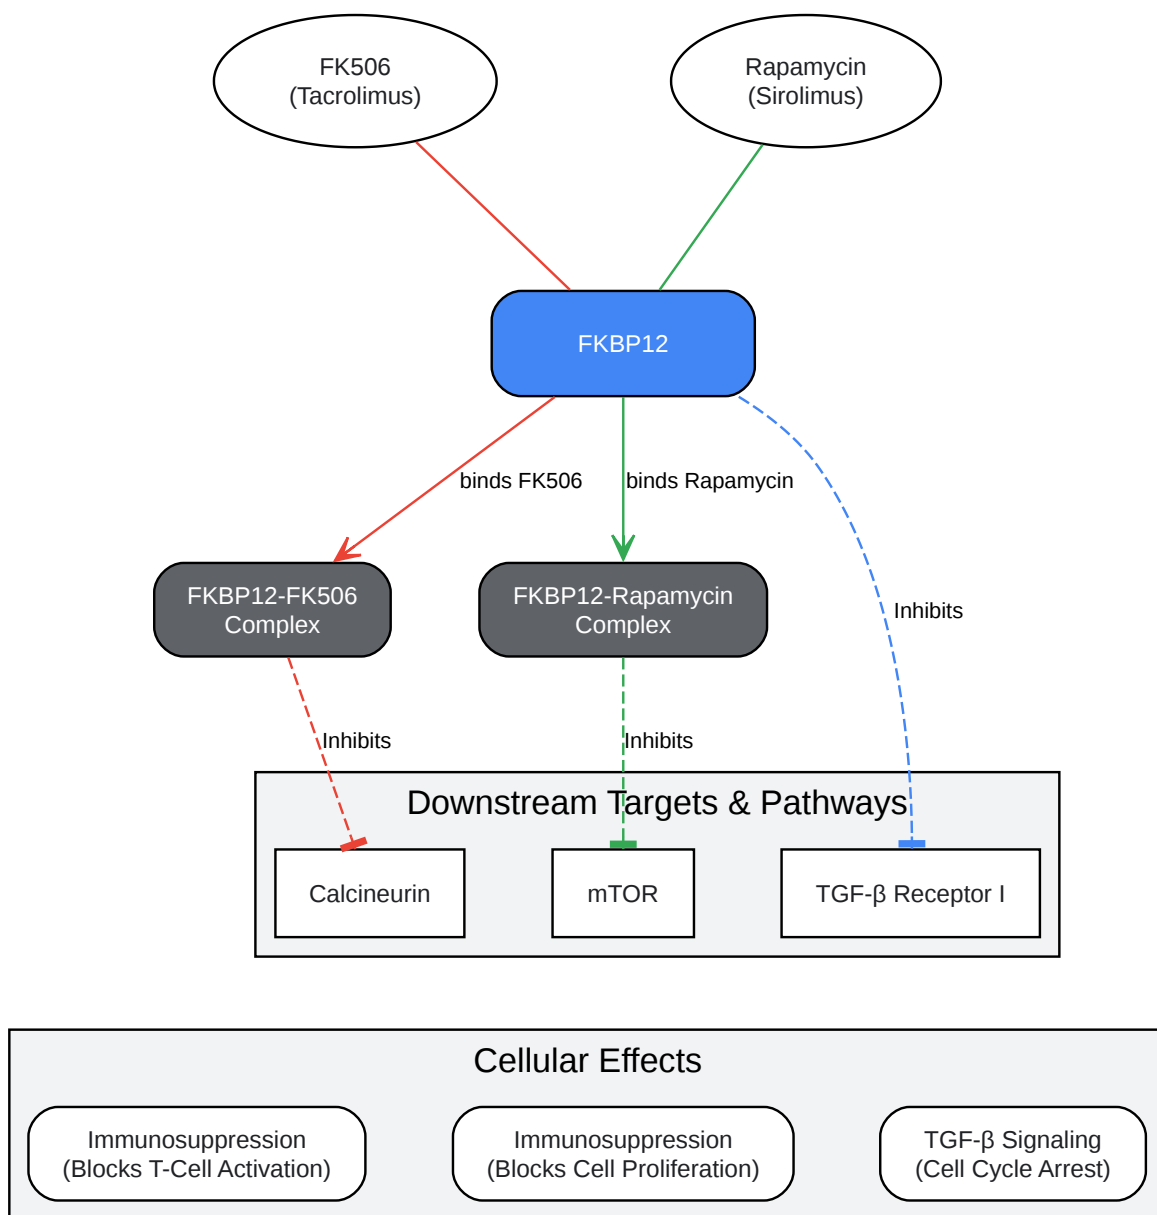 FK506
(Tacrolimus)
Rapamycin
(Sirolimus)
FKBP12
binds FK506
binds Rapamycin
FKBP12-FK506
Complex
FKBP12-Rapamycin
Complex
Inhibits
Inhibits
Inhibits
Downstream Targets & Pathways
Calcineurin
mTOR
TGF-β Receptor I
Cellular Effects
Immunosuppression
(Blocks T-Cell Activation)
Immunosuppression
(Blocks Cell Proliferation)
TGF-β Signaling
(Cell Cycle Arrest)